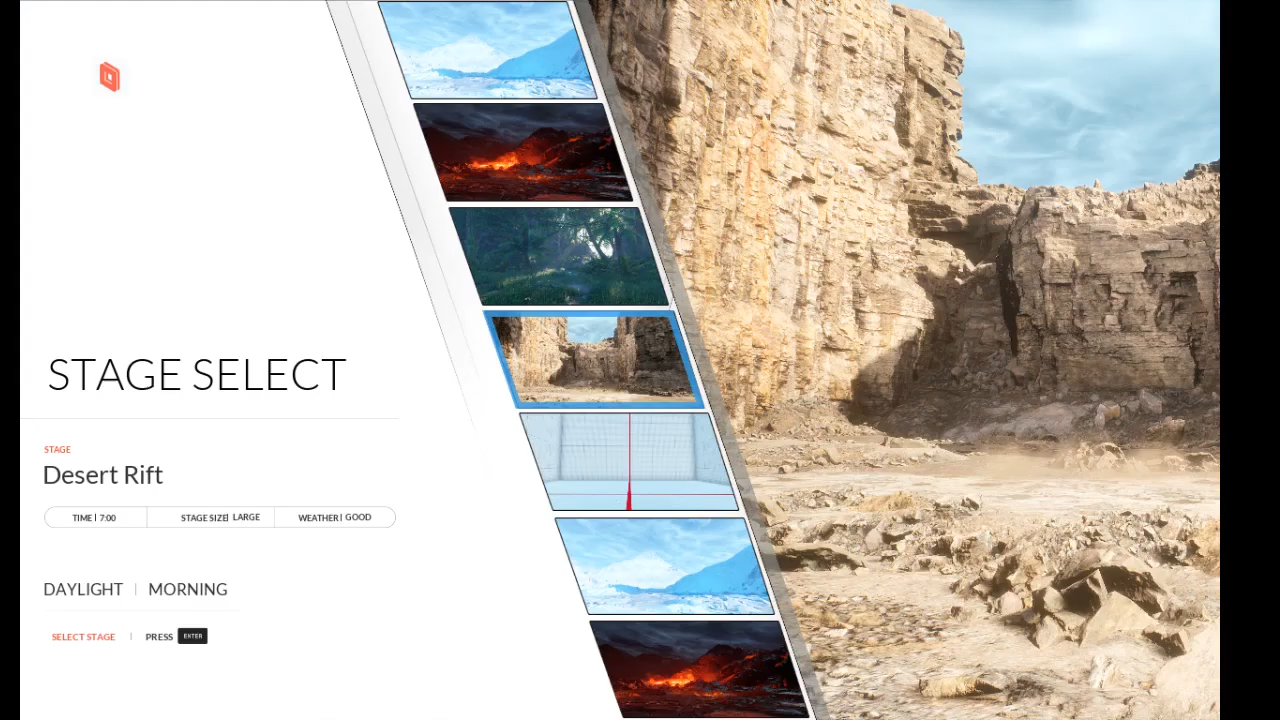 STAGE SELECT
STAGE
Desert Rift
TIME | 7:00 STAGE SIZE| LARGE WEATHER | GOOD
DAYLIGHT | MORNING
SELECT STAGE | PRESS ENTER